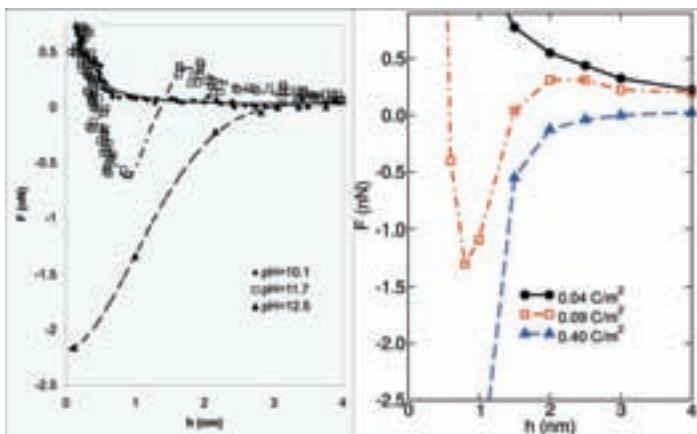 0.5
0
-0.5
-1
-1.5
-2
-2.5
F (nN)
0 1 2 3 4
h (nm)
pH=10.1
pH=11.7
pH=12.5
0.5
0.0
-0.5
-1.0
-1.5
-2.0
-2.5
F (nN)
0 1 2 3 4
h (nm)
0.04 C/m²
0.09 C/m²
0.40 C/m²